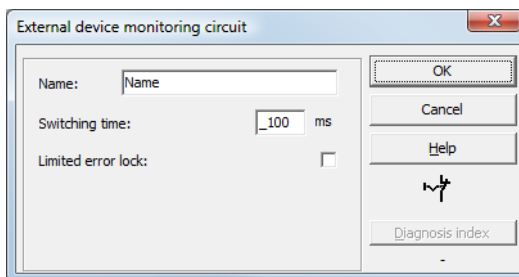 External device monitoring circuit
Name: Name
Switching time: _100 ms
Limited error lock:
OK
Cancel
Help
Diagnosis index
-